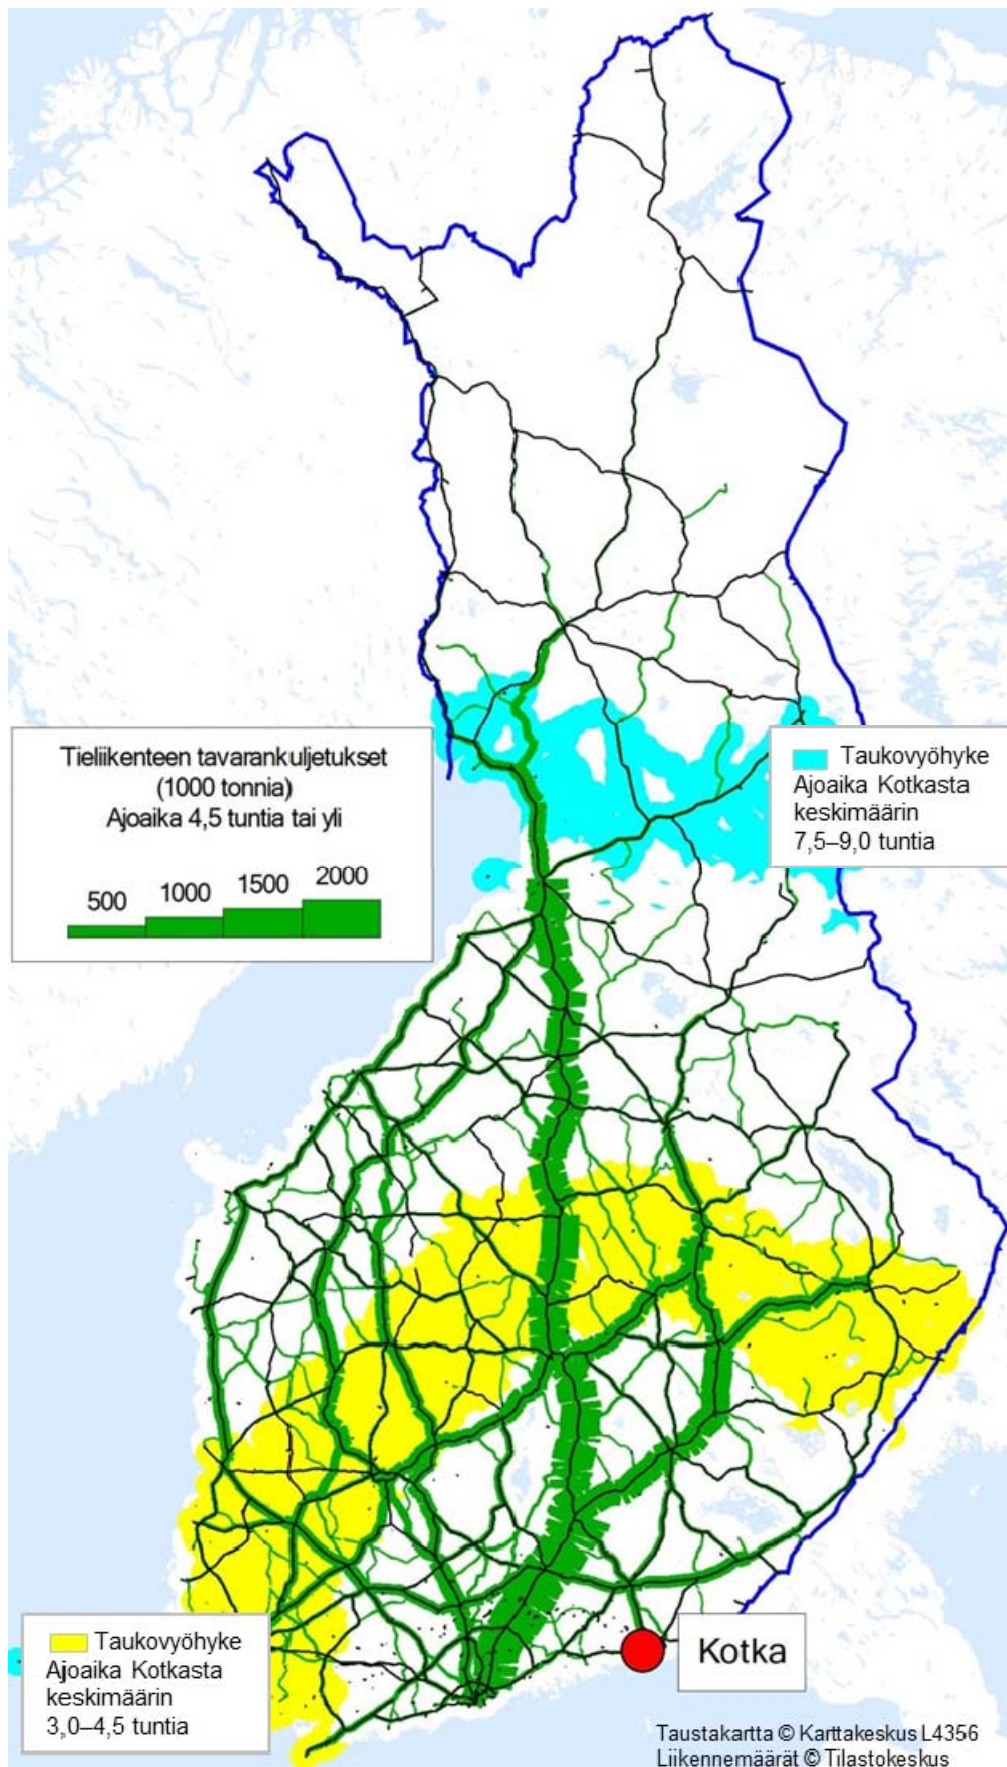 Tieliikenteen tavarankuljetukset
(1000 tonnia)
Ajoaika 4,5 tuntia tai yli
500 1000 1500 2000
Taukovyöhyke
Ajoaika Kotkasta
keskimäärin
7,5–9,0 tuntia
Taukovyöhyke
Ajoaika Kotkasta
keskimäärin
3,0–4,5 tuntia
Kotka
Taustakartta © Karttakeskus L4356
Liikennemäärät © Tilastokeskus